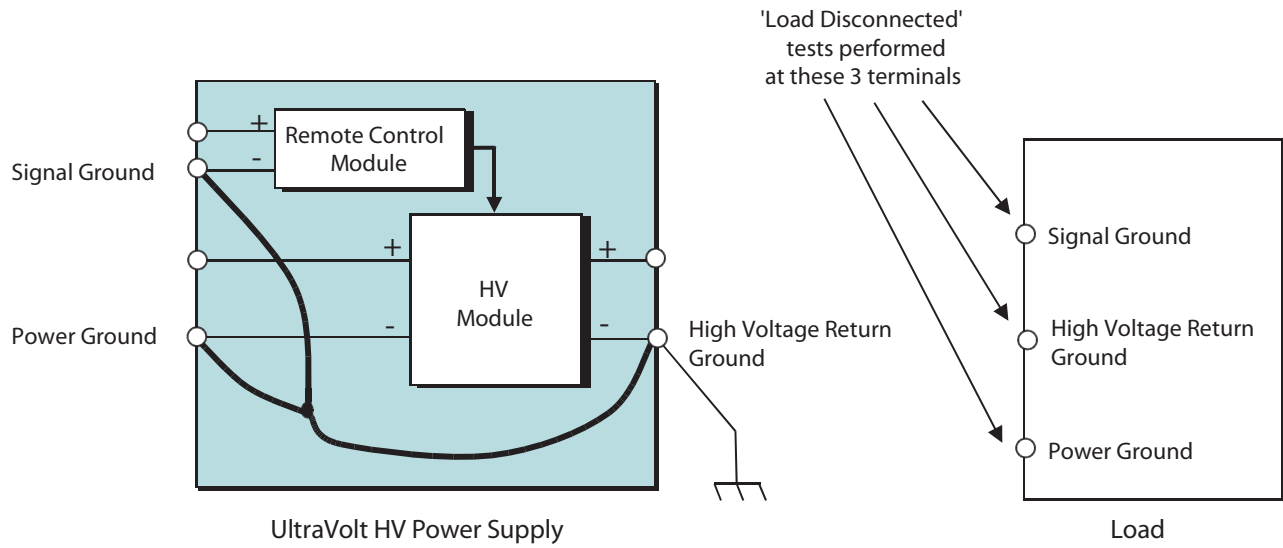 'Load Disconnected'
tests performed
at these 3 terminals
+
Remote Control
Module
-
Signal Ground
+
HV
Module
-
+
-
Power Ground
High Voltage Return
Ground
Signal Ground
High Voltage Return
Ground
Power Ground
UltraVolt HV Power Supply
Load